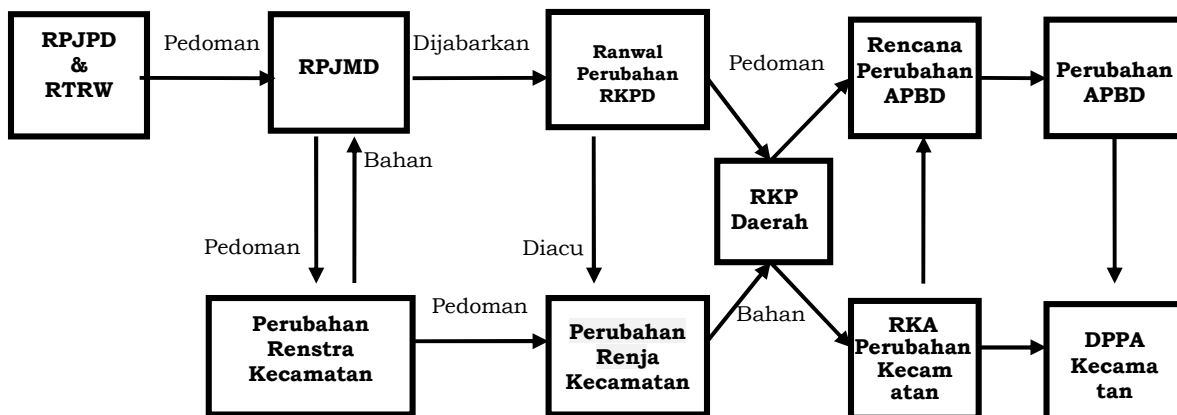 RPJPD
&
RTRW
Pedoman
RPJMD
Dijabarkan
Ranwal
Perubahan
RKPD
Pedoman
Rencana
Perubahan
APBD
Perubahan
APBD
Bahan
RKP
Daerah
Pedoman
Diacu
Perubahan
Renstra
Kecamatan
Pedoman
Perubahan
Renja
Kecamatan
Bahan
RKA
Perubahan
Kecam
atan
DPPA
Kecama
tan